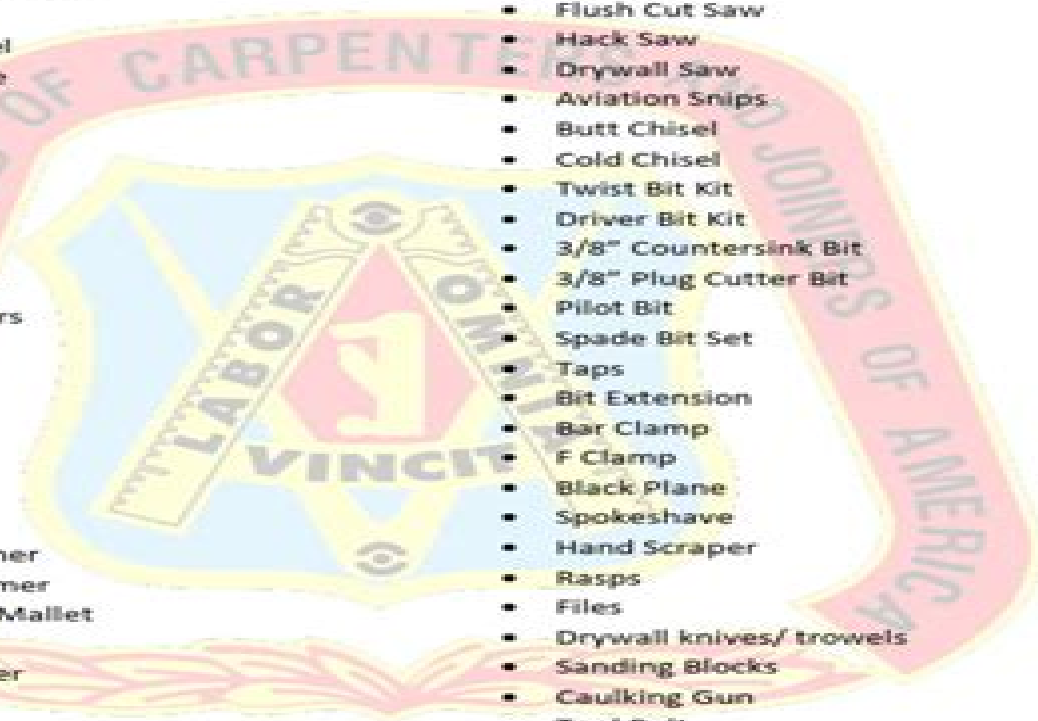 OF CARPENTERS
JOINERS OF AMERICA
LABOR
OMNIA
VINCIT
Mallet
• Flush Cut Saw
• Hack Saw
• Drywall Saw
• Aviation Snips
• Butt Chisel
• Cold Chisel
• Twist Bit Kit
• Driver Bit Kit
• 3/8" Countersink Bit
• 3/8" Plug Cutter Bit
• Pilot Bit
• Spade Bit Set
• Taps
• Bit Extension
• Bar Clamp
• F Clamp
• Black Plane
• Spokeshave
• Hand Scraper
• Rasps
• Files
• Drywall knives/ trowels
• Sanding Blocks
• Caulking Gun